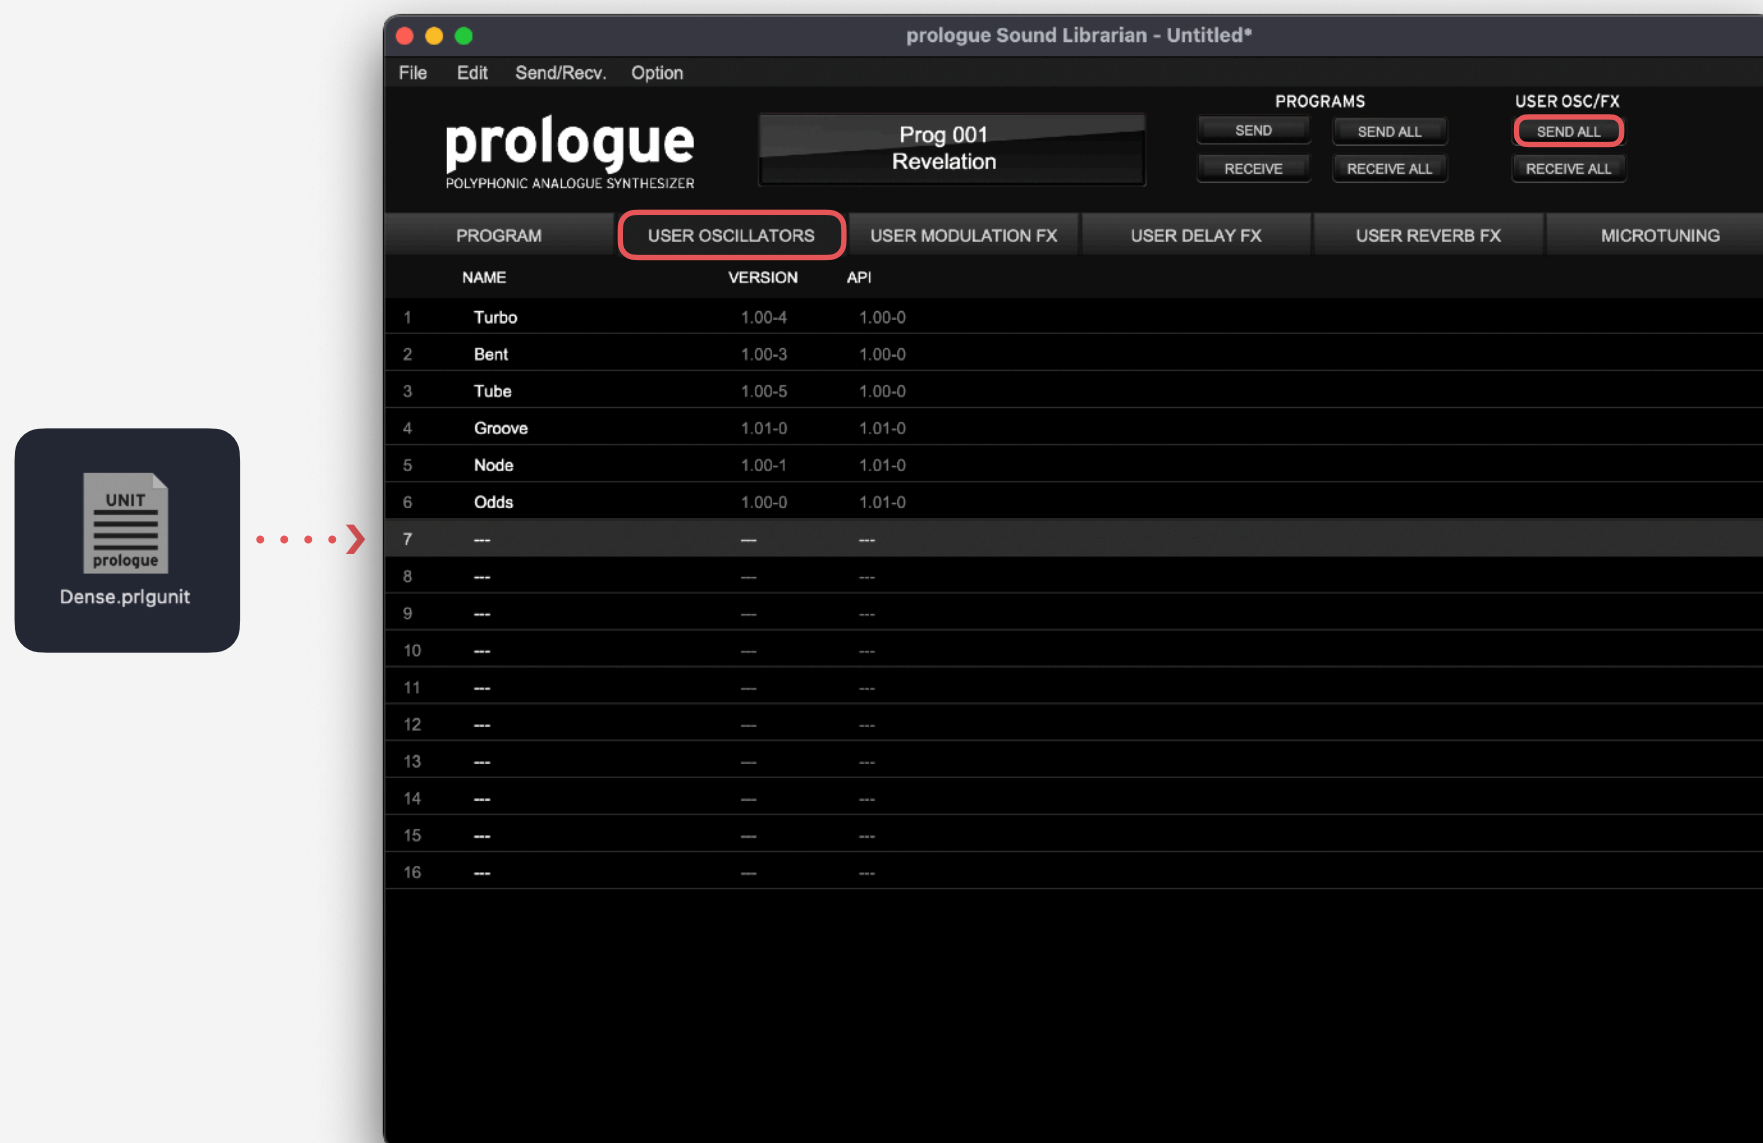 prologue Sound Librarian - Untitled*
File Edit Send/Recv. Option
PROGRAMS
USER OSC/FX
prologue
POLYPHONIC ANALOGUE SYNTHESIZER
Prog 001
Revelation
SEND SEND ALL SEND ALL
RECEIVE RECEIVE ALL RECEIVE ALL
PROGRAM USER OSCILLATORS USER MODULATION FX USER DELAY FX USER REVERB FX MICROTUNING
NAME VERSION API
1 Turbo 1.00-4 1.00-0
2 Bent 1.00-3 1.00-0
3 Tube 1.00-5 1.00-0
4 Groove 1.01-0 1.01-0
5 Node 1.00-1 1.01-0
6 Odds 1.00-0 1.01-0
7 --- --- ---
8 --- --- ---
9 --- --- ---
10 --- --- ---
11 --- --- ---
12 --- --- ---
13 --- --- ---
14 --- --- ---
15 --- --- ---
16 --- --- ---
UNIT
prologue
Dense.prlgunit